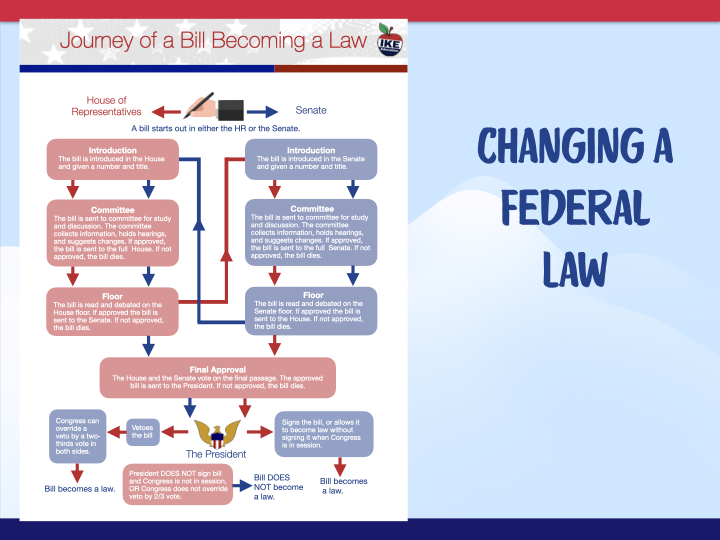 Journey of a Bill Becoming a Law
IKE
Education
House of
Representatives
Senate
A bill starts out in either the HR or the Senate.
Introduction
The bill is introduced in the House
and given a number and title.
Introduction
The bill is introduced in the Senate
and given a number and title.
Committee
The bill is sent to committee for study
and discussion. The committee
collects information, holds hearings,
and suggests changes. If approved,
the bill is sent to the full House. If not
approved, the bill dies.
Committee
The bill is sent to committee for study
and discussion. The committee
collects information, holds hearings,
and suggests changes. If approved,
the bill is sent to the full Senate. If not
approved, the bill dies.
Floor
The bill is read and debated on the
House floor. If approved the bill is
sent to the Senate. If not approved,
the bill dies.
Floor
The bill is read and debated on the
Senate floor. If approved the bill is
sent to the House. If not approved,
the bill dies.
Final Approval
The House and the Senate vote on the final passage. The approved
bill is sent to the President. If not approved, the bill dies.
Congress can
override a
veto by a two-
thirds vote in
both sides.
Vetoes
the bill
The President
Signs the bill, or allows it
to become law without
signing it when Congress
is in session.
Bill becomes a law.
President DOES NOT sign bill
and Congress is not in session,
OR Congress does not override
veto by 2/3 vote.
Bill DOES
NOT become
a law.
Bill becomes
a law.
CHANGING A
FEDERAL
LAW